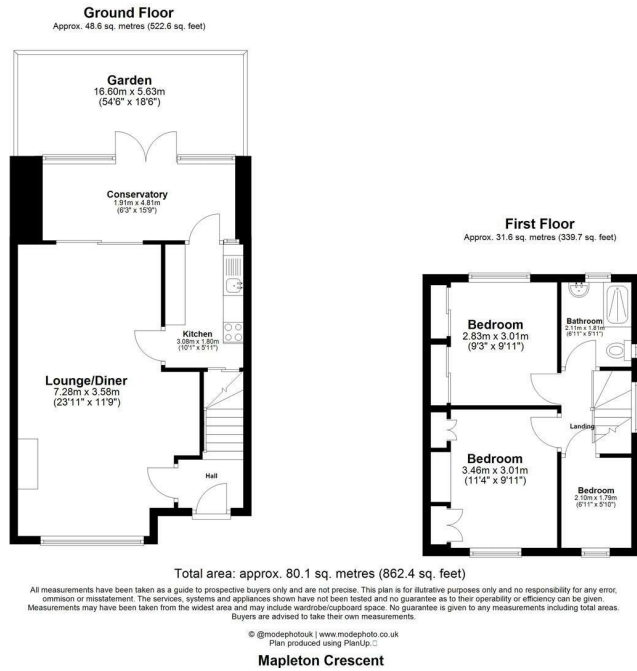 Ground Floor
Approx. 48.6 sq. metres (522.6 sq. feet)
Garden
16.60m x 5.63m
(54'6" x 18'6")
Conservatory
1.91m x 4.81m
(6'3" x 15'9")
Kitchen
3.08m x 1.80m
(10'1" x 5'11")
Lounge/Diner
7.28m x 3.58m
(23'11" x 11'9")
Hall
First Floor
Approx. 31.6 sq. metres (339.7 sq. feet)
Bedroom
2.83m x 3.01m
(9'3" x 9'11")
Bathroom
2.11m x 1.81m
(6'11" x 5'11")
Landing
Bedroom
3.46m x 3.01m
(11'4" x 9'11")
Bedroom
2.10m x 1.79m
(6'11" x 5'10")
Total area: approx. 80.1 sq. metres (862.4 sq. feet)
All measurements have been taken as a guide to prospective buyers only and are not precise. This plan is for illutrative purposes only and no responsibility for any error,
ommison or misstatement. The services, systems and appliances shown have not been tested and no guarantee as to their operability or efficiency can be given.
Measurements may have been taken from the widest area and may include wardrobe/cupboard space. No guarantee is given to any measurements including total areas.
Buyers are advised to take their own measurements.
© @modephotouk | www.modephoto.co.uk
Plan produced using PlanUp.
Mapleton Crescent